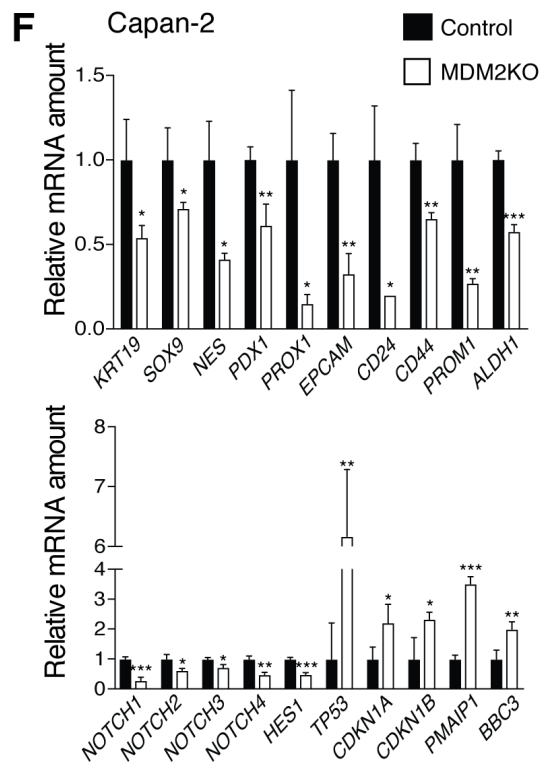 F
Capan-2
Control
MDM2KO
Relative mRNA amount
1.5
1.0
0.5
0.0
* * * ** * ** * ** ** ***
KRT19 SOX9 NES PDX1 PROX1 EPCAM CD24 CD44 PROM1 ALDH1
Relative mRNA amount
8
7
6
4
3
2
1
0
*** * * ** *** ** * * *** **
NOTCH1 NOTCH2 NOTCH3 NOTCH4 HES1 TP53 CDKN1A CDKN1B PMAIP1 BBC3